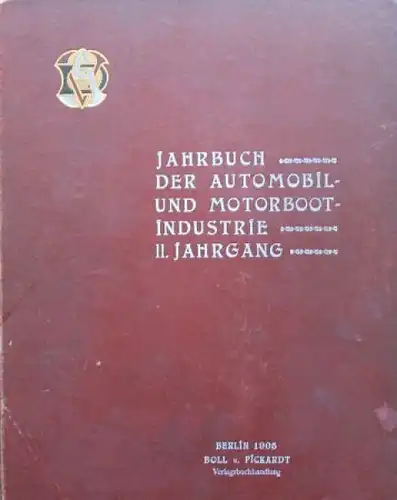 JAHRBUCH
DER AUTOMOBIL-
UND MOTORBOOT-
INDUSTRIE
II. JAHRGANG
BERLIN 1905
BOLL u. PICKARDT
Verlagsbuchhandlung